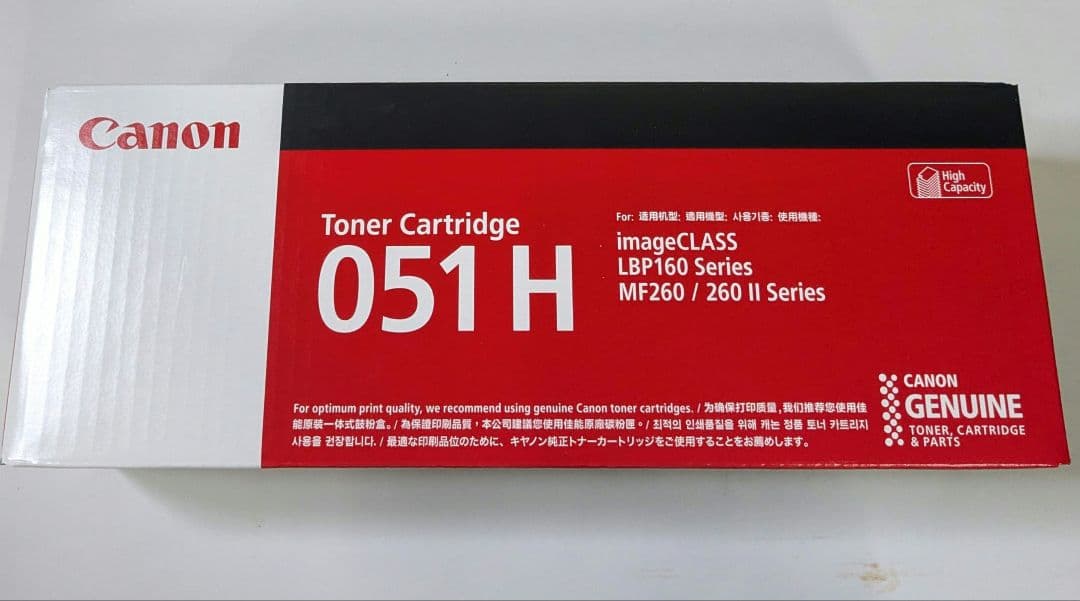 Canon
High
Capacity
Toner Cartridge
051 H
For: 适用机型: 適用機型: 사용기종: 使用機種:
imageCLASS
LBP160 Series
MF260 / 260 II Series
For optimum print quality, we recommend using genuine Canon toner cartridges. / 为确保打印质量，我们推荐您使用佳
能原装一体式鼓粉盒。/ 為保證印刷品質，本公司建議您使用佳能原廠碳粉匣。/ 최적의 인쇄품질을 위해 캐논 정품 토너 카트리지
사용을 권장합니다. / 最適な印刷品位のために、キヤノン純正トナーカートリッジをご使用することをお薦めします。
CANON
GENUINE
TONER, CARTRIDGE
& PARTS